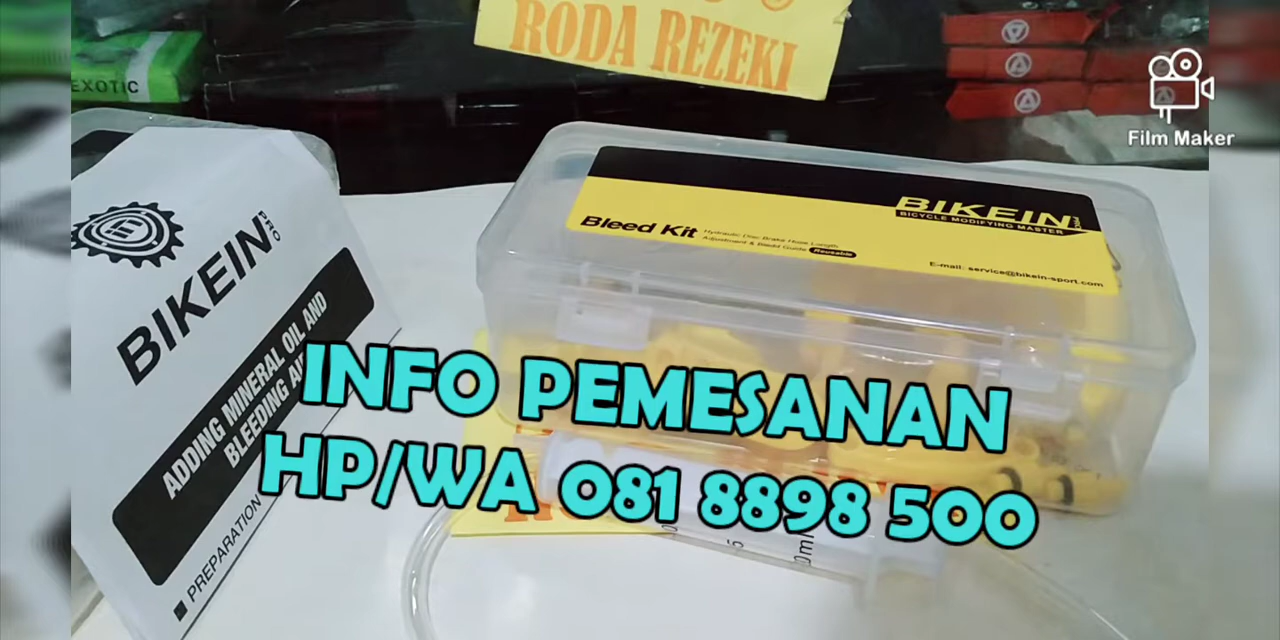 RODA REZEKI
EXOTIC
Film Maker
BIKEIN PRO
BICYCLE MODIFYING MASTER
Bleed Kit
Hydraulic Disc Brake Hose Length
Adjustment & Bleed Guide Reusable
E-mail: service@bikein-sport.com
BIKEIN PRO
ADDING MINERAL OIL AND
BLEEDING
PREPARATION
INFO PEMESANAN
HP/WA 081 8898 500